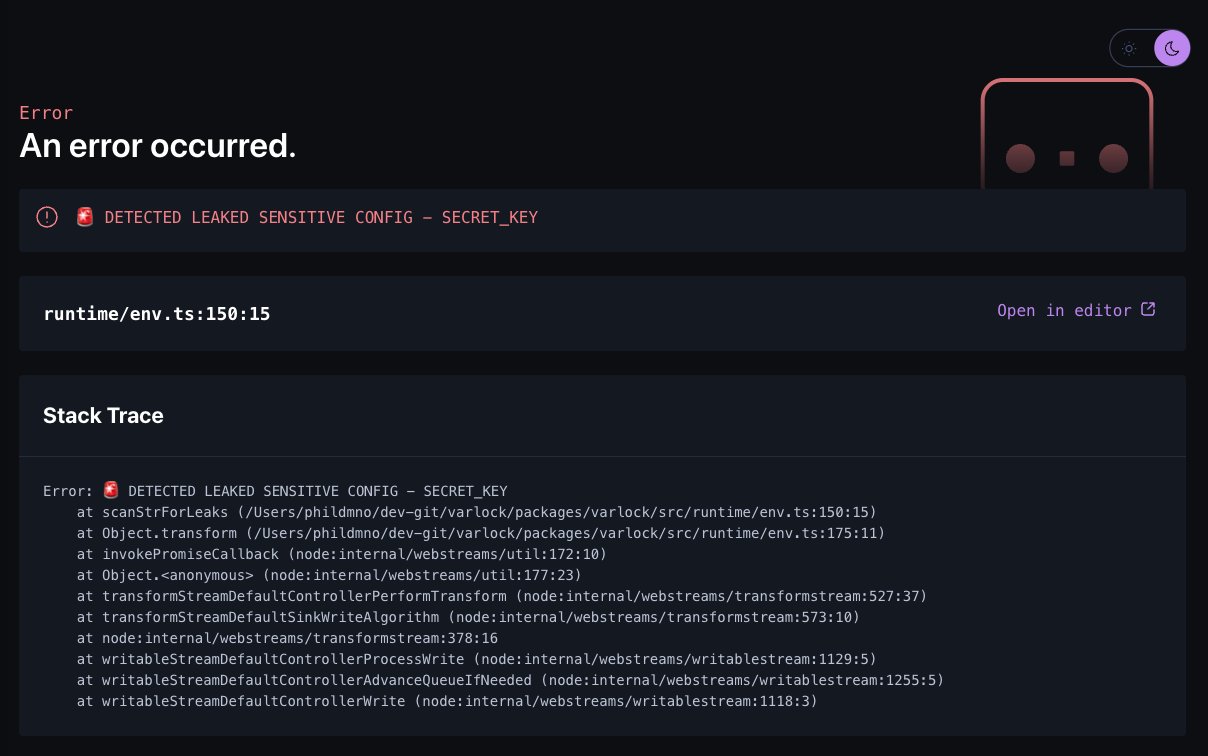 Error
An error occurred.
🚨 DETECTED LEAKED SENSITIVE CONFIG - SECRET_KEY
runtime/env.ts:150:15
Open in editor
Stack Trace
Error: 🚨 DETECTED LEAKED SENSITIVE CONFIG - SECRET_KEY
    at scanStrForLeaks (/Users/phildmno/dev-git/varlock/packages/varlock/src/runtime/env.ts:150:15)
    at Object.transform (/Users/phildmno/dev-git/varlock/packages/varlock/src/runtime/env.ts:175:11)
    at invokePromiseCallback (node:internal/webstreams/util:172:10)
    at Object.<anonymous> (node:internal/webstreams/util:177:23)
    at transformStreamDefaultControllerPerformTransform (node:internal/webstreams/transformstream:527:37)
    at transformStreamDefaultSinkWriteAlgorithm (node:internal/webstreams/transformstream:573:10)
    at node:internal/webstreams/transformstream:378:16
    at writableStreamDefaultControllerProcessWrite (node:internal/webstreams/writablestream:1129:5)
    at writableStreamDefaultControllerAdvanceQueueIfNeeded (node:internal/webstreams/writablestream:1255:5)
    at writableStreamDefaultControllerWrite (node:internal/webstreams/writablestream:1118:3)